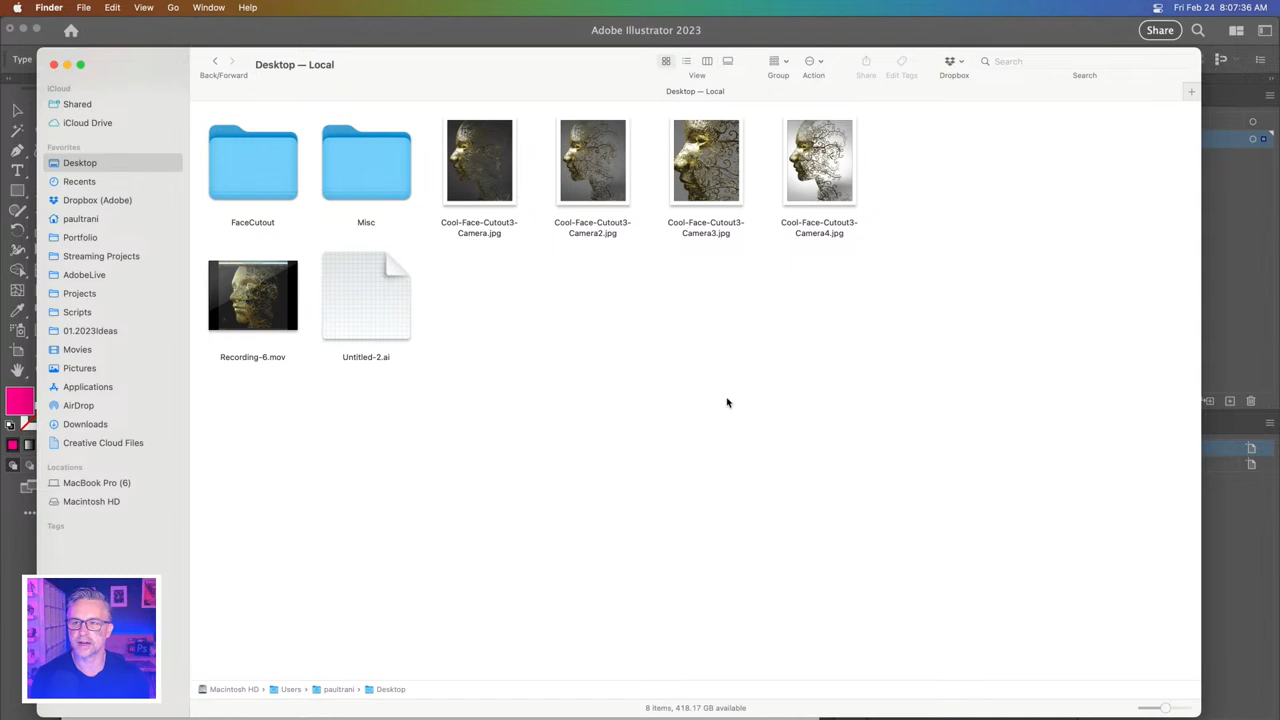 Finder File Edit View Go Window Help
Fri Feb 24 8:07:36 AM
Adobe Illustrator 2023
Share
Type
Desktop — Local
Back/Forward
View
Group
Action
Share
Edit Tags
Dropbox
Search
Search
Desktop — Local
iCloud
Shared
iCloud Drive
Favorites
Desktop
Recents
Dropbox (Adobe)
paultrani
Portfolio
Streaming Projects
AdobeLive
Projects
Scripts
01.2023Ideas
Movies
Pictures
Applications
AirDrop
Downloads
Creative Cloud Files
Locations
MacBook Pro (6)
Macintosh HD
Tags
FaceCutout
Misc
Cool-Face-Cutout3-
Camera.jpg
Cool-Face-Cutout3-
Camera2.jpg
Cool-Face-Cutout3-
Camera3.jpg
Cool-Face-Cutout3-
Camera4.jpg
Recording-6.mov
Untitled-2.ai
Ps
Macintosh HD › Users › paultrani › Desktop
8 items, 418.17 GB available